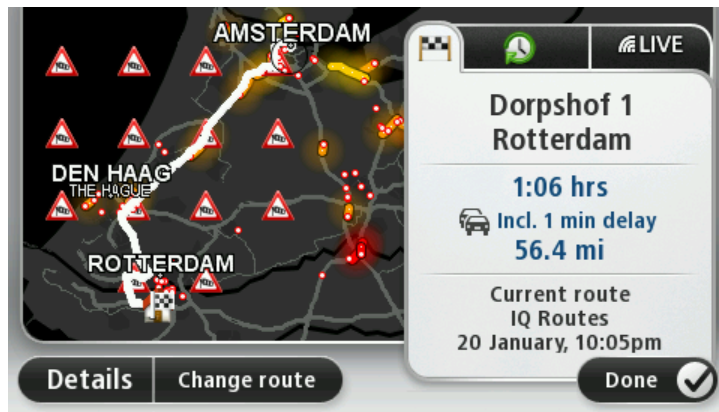 AMSTERDAM
DEN HAAG
THE HAGUE
ROTTERDAM
LIVE
Dorpshof 1
Rotterdam
1:06 hrs
Incl. 1 min delay
56.4 mi
Current route
IQ Routes
20 January, 10:05pm
Details
Change route
Done